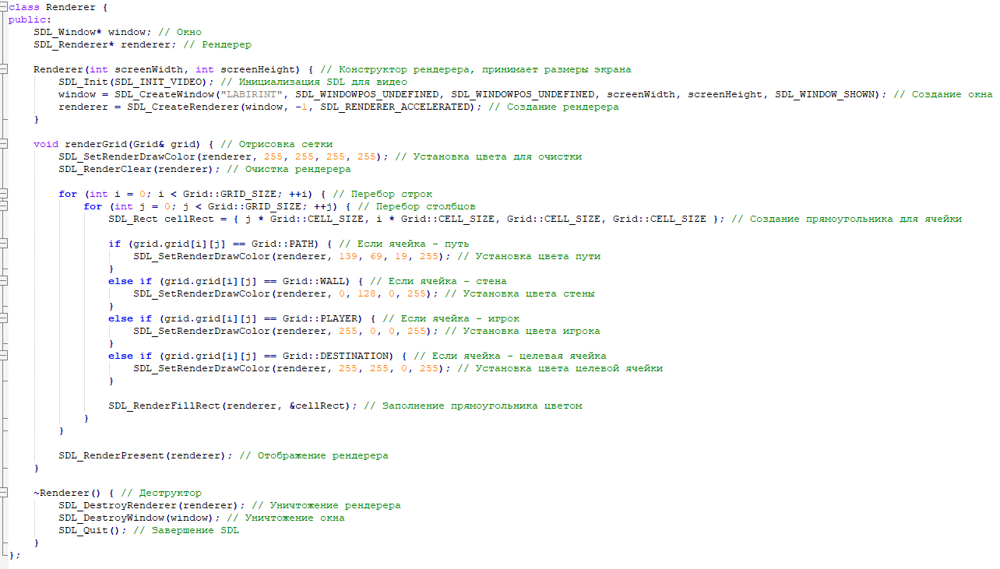 class Renderer {
public:
    SDL_Window* window; // Окно
    SDL_Renderer* renderer; // Рендерер

    Renderer(int screenWidth, int screenHeight) { // Конструктор рендерера, принимает размеры экрана
        SDL_Init(SDL_INIT_VIDEO); // Инициализация SDL для видео
        window = SDL_CreateWindow("LABIRINT", SDL_WINDOWPOS_UNDEFINED, SDL_WINDOWPOS_UNDEFINED, screenWidth, screenHeight, SDL_WINDOW_SHOWN); // Создание окна
        renderer = SDL_CreateRenderer(window, -1, SDL_RENDERER_ACCELERATED); // Создание рендерера
    }

    void renderGrid(Grid& grid) { // Отрисовка сетки
        SDL_SetRenderDrawColor(renderer, 255, 255, 255, 255); // Установка цвета для очистки
        SDL_RenderClear(renderer); // Очистка рендерера

        for (int i = 0; i < Grid::GRID_SIZE; ++i) { // Перебор строк
            for (int j = 0; j < Grid::GRID_SIZE; ++j) { // Перебор столбцов
                SDL_Rect cellRect = { j * Grid::CELL_SIZE, i * Grid::CELL_SIZE, Grid::CELL_SIZE, Grid::CELL_SIZE }; // Создание прямоугольника для ячейки

                if (grid.grid[i][j] == Grid::PATH) { // Если ячейка - путь
                    SDL_SetRenderDrawColor(renderer, 139, 69, 19, 255); // Установка цвета пути
                }
                else if (grid.grid[i][j] == Grid::WALL) { // Если ячейка - стена
                    SDL_SetRenderDrawColor(renderer, 0, 128, 0, 255); // Установка цвета стены
                }
                else if (grid.grid[i][j] == Grid::PLAYER) { // Если ячейка - игрок
                    SDL_SetRenderDrawColor(renderer, 255, 0, 0, 255); // Установка цвета игрока
                }
                else if (grid.grid[i][j] == Grid::DESTINATION) { // Если ячейка - целевая ячейка
                    SDL_SetRenderDrawColor(renderer, 255, 255, 0, 255); // Установка цвета целевой ячейки
                }

                SDL_RenderFillRect(renderer, &cellRect); // Заполнение прямоугольника цветом
            }
        }

        SDL_RenderPresent(renderer); // Отображение рендерера
    }

    ~Renderer() { // Деструктор
        SDL_DestroyRenderer(renderer); // Уничтожение рендерера
        SDL_DestroyWindow(window); // Уничтожение окна
        SDL_Quit(); // Завершение SDL
    }
};